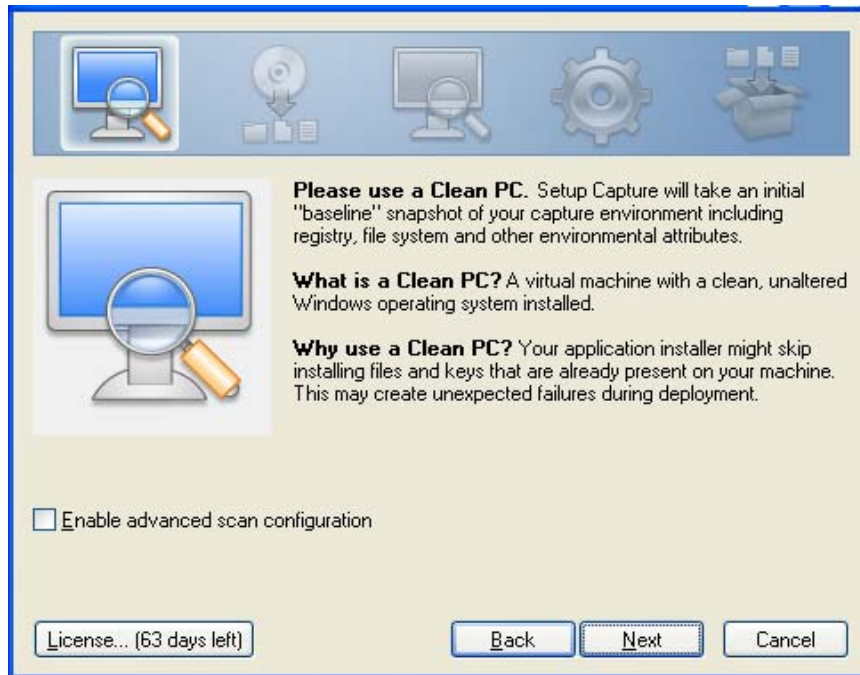 Please use a Clean PC. Setup Capture will take an initial
"baseline" snapshot of your capture environment including
registry, file system and other environmental attributes.
What is a Clean PC? A virtual machine with a clean, unaltered
Windows operating system installed.
Why use a Clean PC? Your application installer might skip
installing files and keys that are already present on your machine.
This may create unexpected failures during deployment.
Enable advanced scan configuration
License... (63 days left)
Back
Next
Cancel